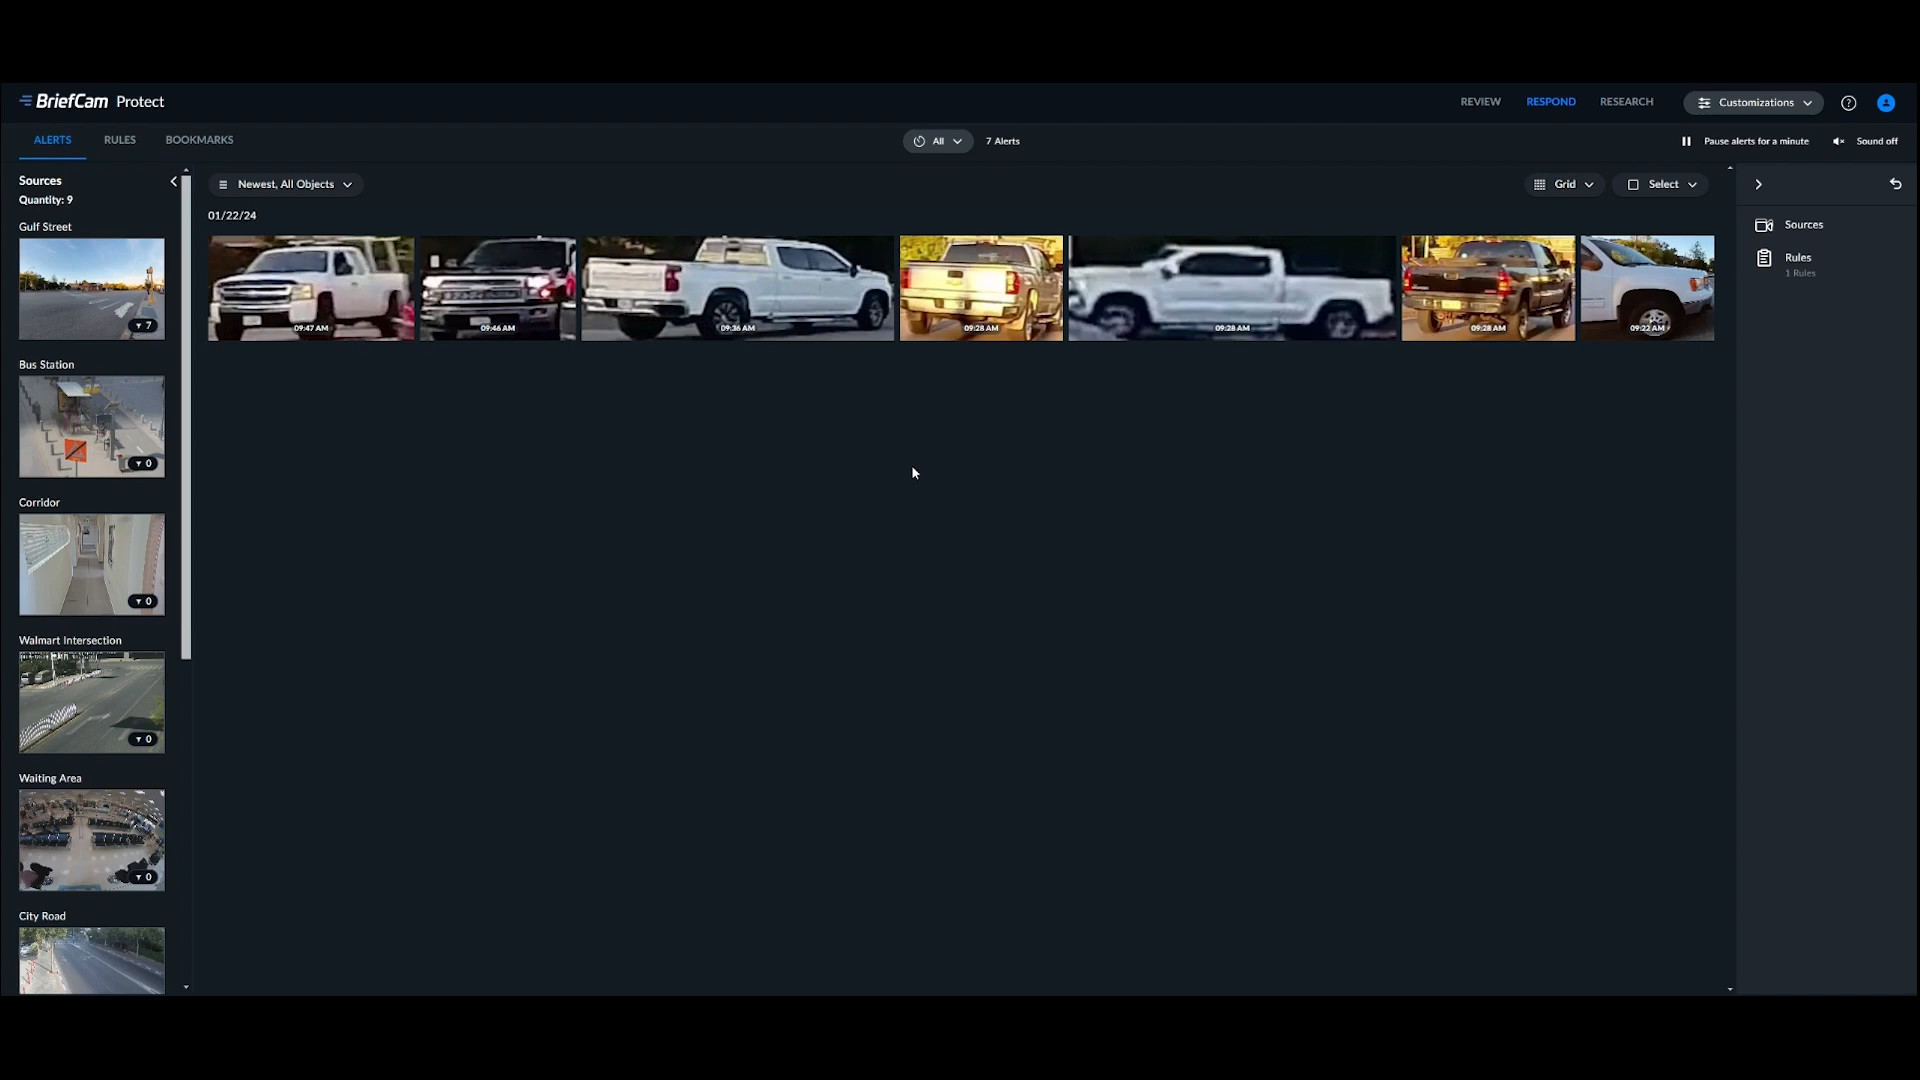 BriefCam Protect
REVIEW
RESPOND
RESEARCH
Customizations
ALERTS
RULES
BOOKMARKS
All
7 Alerts
Pause alerts for a minute
Sound off
Sources
Quantity: 9
Newest, All Objects
Grid
Select
01/22/24
09:47 AM
09:46 AM
09:36 AM
09:28 AM
09:28 AM
09:28 AM
09:22 AM
Sources
Rules
1 Rules
Gulf Street
7
Bus Station
0
Corridor
0
Walmart Intersection
0
Waiting Area
0
City Road